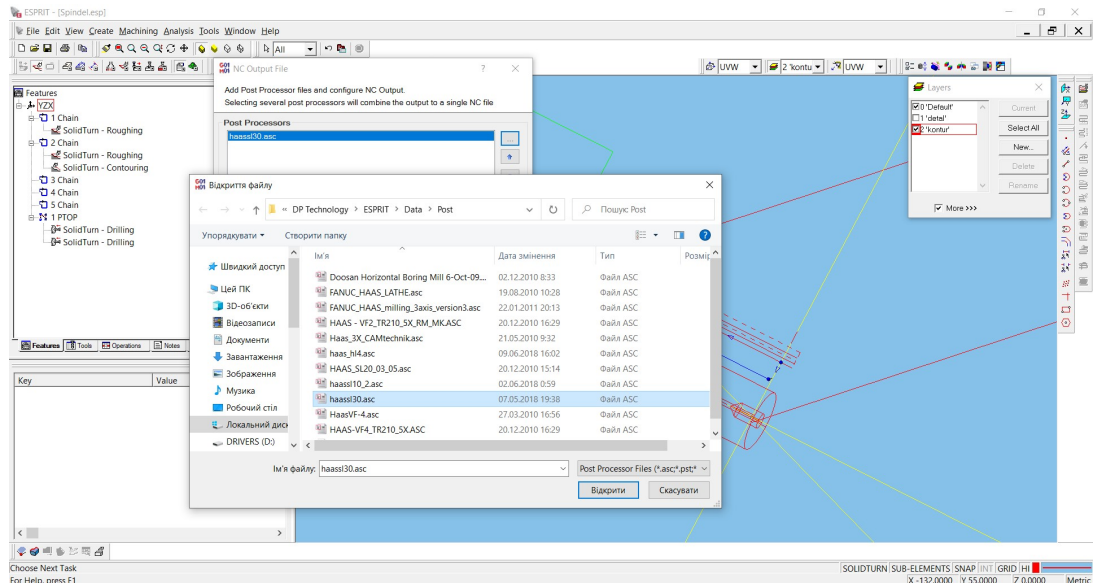 ESPRIT - [Spindel.esp]
File Edit View Create Machining Analysis Tools Window Help
All
UVW 2 'kontu UVW
NC Output File ? ×
Add Post Processor files and configure NC Output.
Selecting several post processors will combine the output to a single NC file
Post Processors
haassl30.asc
...
Features
YZX
1 Chain
SolidTurn - Roughing
2 Chain
SolidTurn - Roughing
SolidTurn - Contouring
3 Chain
4 Chain
5 Chain
1 PTOP
SolidTurn - Drilling
SolidTurn - Drilling
Features Tools Operations Notes
Key Value
Layers
0 'Default'
1 'detal'
2 'kontur'
Current
Select All
New...
Delete
Rename
More >>>
Відкриття файлу
« DP Technology > ESPRIT > Data > Post
Пошук: Post
Упорядкувати Створити папку
Ім'я Дата змінення Тип Розмір
Швидкий доступ
Цей ПК
3D-об'єкти
Відеозаписи
Документи
Завантаження
Зображення
Музика
Робочий стіл
Локальний диск
DRIVERS (D:)
Doosan Horizontal Boring Mill 6-Oct-09.... 02.12.2010 8:33 Файл ASC
FANUC_HAAS_LATHE.asc 19.08.2010 10:28 Файл ASC
FANUC_HAAS_milling_3axis_version3.asc 22.01.2011 20:13 Файл ASC
HAAS - VF2_TR210_5X_RM_MK.ASC 20.12.2010 16:29 Файл ASC
Haas_3X_CAMtechnik.asc 21.05.2010 9:32 Файл ASC
haas_hl4.asc 09.06.2018 16:02 Файл ASC
HAAS_SL20_03_05.asc 20.12.2010 15:14 Файл ASC
haassl10_2.asc 02.06.2018 0:59 Файл ASC
haassl30.asc 07.05.2018 19:38 Файл ASC
HaasVF-4.asc 27.03.2010 16:56 Файл ASC
HAAS-VF4_TR210_5X.ASC 20.12.2010 16:29 Файл ASC
Ім'я файлу: haassl30.asc Post Processor Files (*.asc;*.pst;*
Відкрити Скасувати
Choose Next Task
SOLIDTURN SUB-ELEMENTS SNAP INT GRID HI
For Help, press F1
X -132.0000 Y 55.0000 Z 0.0000 Metric